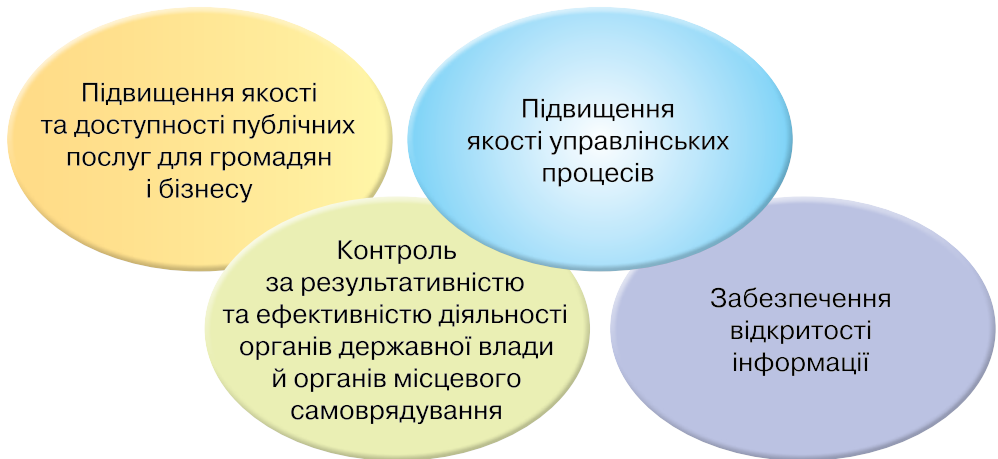 Підвищення якості
та доступності публічних
послуг для громадян
і бізнесу
Підвищення
якості управлінських
процесів
Контроль
за результативністю
та ефективністю діяльності
органів державної влади
й органів місцевого
самоврядування
Забезпечення
відкритості
інформації